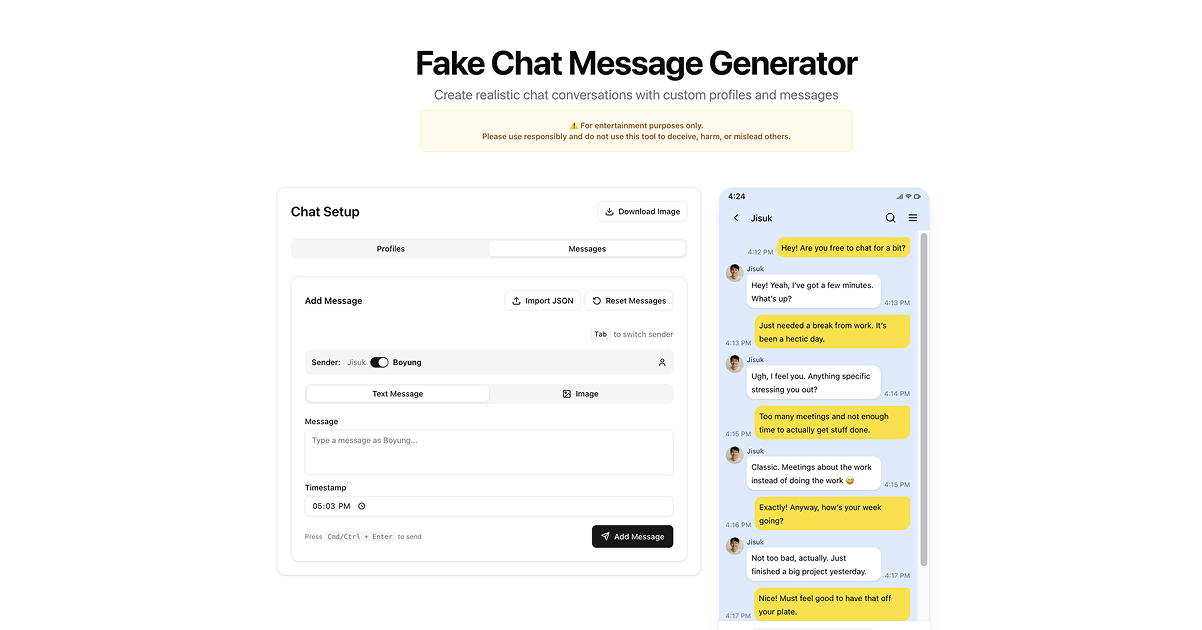 Fake Chat Message Generator
Create realistic chat conversations with custom profiles and messages
⚠️ For entertainment purposes only.
Please use responsibly and do not use this tool to deceive, harm, or mislead others.
Chat Setup
Download Image
Profiles
Messages
Add Message
Import JSON
Reset Messages
Tab to switch sender
Sender: Jisuk Boyung
Text Message
Image
Message
Type a message as Boyung...
Timestamp
05:03 PM
Press Cmd/Ctrl + Enter to send
Add Message
4:24
Jisuk
Hey! Are you free to chat for a bit?
4:12 PM
Jisuk
Hey! Yeah, I've got a few minutes.
What's up?
4:13 PM
Just needed a break from work. It's
been a hectic day.
4:13 PM
Jisuk
Ugh, I feel you. Anything specific
stressing you out?
4:14 PM
Too many meetings and not enough
time to actually get stuff done.
4:15 PM
Jisuk
Classic. Meetings about the work
instead of doing the work 😅
4:15 PM
Exactly! Anyway, how's your week
going?
4:16 PM
Jisuk
Not too bad, actually. Just
finished a big project yesterday.
4:17 PM
Nice! Must feel good to have that off
your plate.
4:17 PM